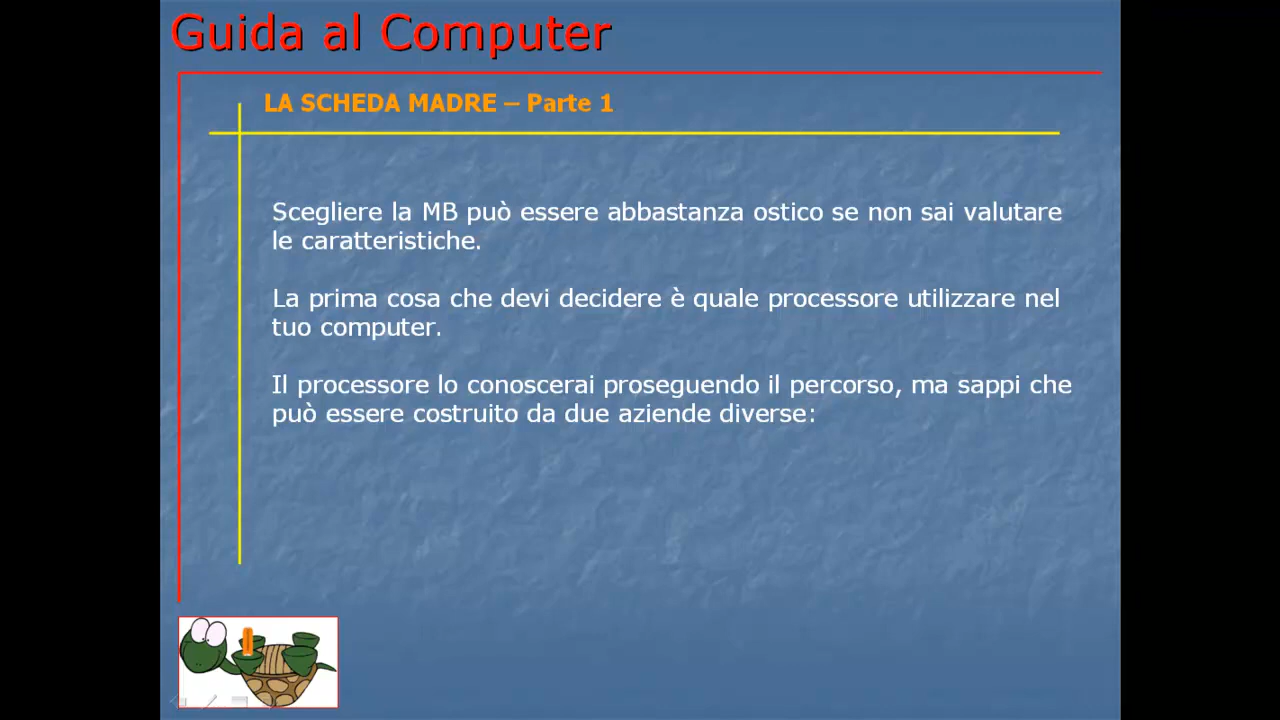 Guida al Computer
LA SCHEDA MADRE – Parte 1
Scegliere la MB può essere abbastanza ostico se non sai valutare
le caratteristiche.
La prima cosa che devi decidere è quale processore utilizzare nel
tuo computer.
Il processore lo conoscerai proseguendo il percorso, ma sappi che
può essere costruito da due aziende diverse: